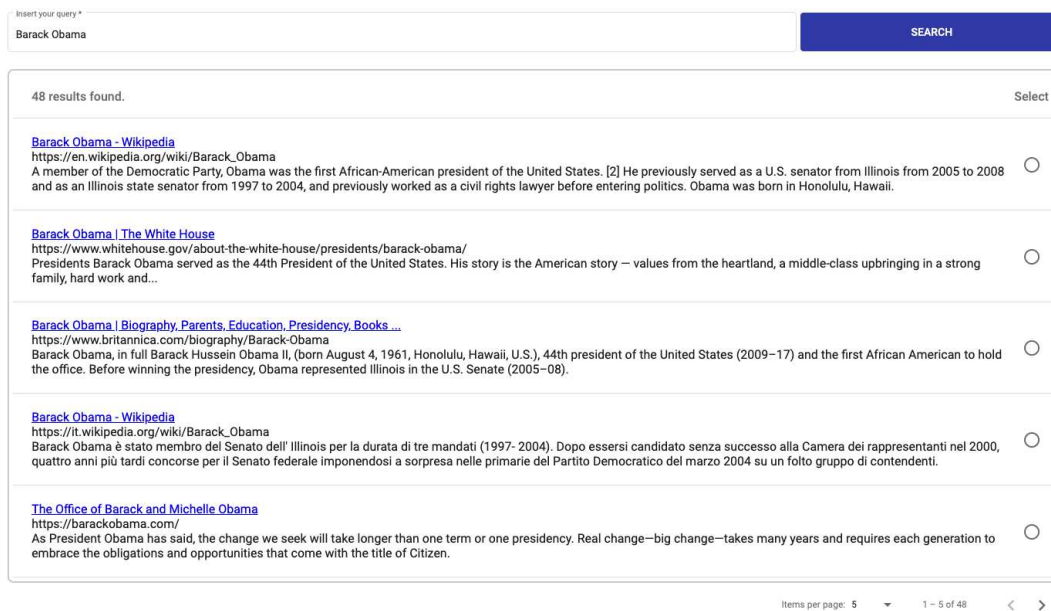 Insert your query *
Barack Obama
SEARCH
48 results found.
Select
Barack Obama - Wikipedia
https://en.wikipedia.org/wiki/Barack_Obama
A member of the Democratic Party, Obama was the first African-American president of the United States. [2] He previously served as a U.S. senator from Illinois from 2005 to 2008
and as an Illinois state senator from 1997 to 2004, and previously worked as a civil rights lawyer before entering politics. Obama was born in Honolulu, Hawaii.
Barack Obama | The White House
https://www.whitehouse.gov/about-the-white-house/presidents/barack-obama/
Presidents Barack Obama served as the 44th President of the United States. His story is the American story — values from the heartland, a middle-class upbringing in a strong
family, hard work and...
Barack Obama | Biography, Parents, Education, Presidency, Books ...
https://www.britannica.com/biography/Barack-Obama
Barack Obama, in full Barack Hussein Obama II, (born August 4, 1961, Honolulu, Hawaii, U.S.), 44th president of the United States (2009–17) and the first African American to hold
the office. Before winning the presidency, Obama represented Illinois in the U.S. Senate (2005–08).
Barack Obama - Wikipedia
https://it.wikipedia.org/wiki/Barack_Obama
Barack Obama è stato membro del Senato dell' Illinois per la durata di tre mandati (1997- 2004). Dopo essersi candidato senza successo alla Camera dei rappresentanti nel 2000,
quattro anni più tardi concorse per il Senato federale imponendosi a sorpresa nelle primarie del Partito Democratico del marzo 2004 su un folto gruppo di contendenti.
The Office of Barack and Michelle Obama
https://barackobama.com/
As President Obama has said, the change we seek will take longer than one term or one presidency. Real change—big change—takes many years and requires each generation to
embrace the obligations and opportunities that come with the title of Citizen.
Items per page: 5
1 – 5 of 48